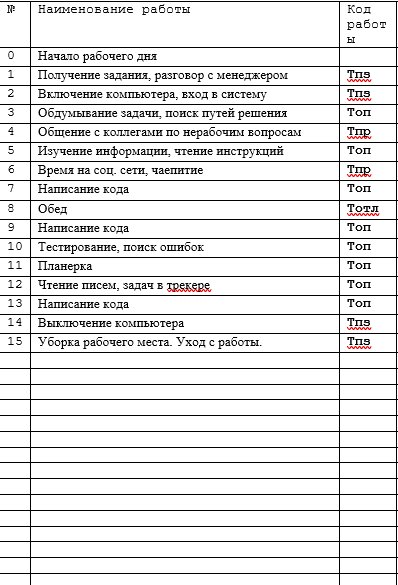 № Наименование работы Код
работ
ы
0 Начало рабочего дня
1 Получение задания, разговор с менеджером Тпз
2 Включение компьютера, вход в систему Тпз
3 Обдумывание задачи, поиск путей решения Топ
4 Общение с коллегами по нерабочим вопросам Тпр
5 Изучение информации, чтение инструкций Топ
6 Время на соц. сети, чаепитие Тпр
7 Написание кода Топ
8 Обед Тотл
9 Написание кода Топ
10 Тестирование, поиск ошибок Топ
11 Планерка Топ
12 Чтение писем, задач в трекере Топ
13 Написание кода Топ
14 Выключение компьютера Тпз
15 Уборка рабочего места. Уход с работы. Тпз